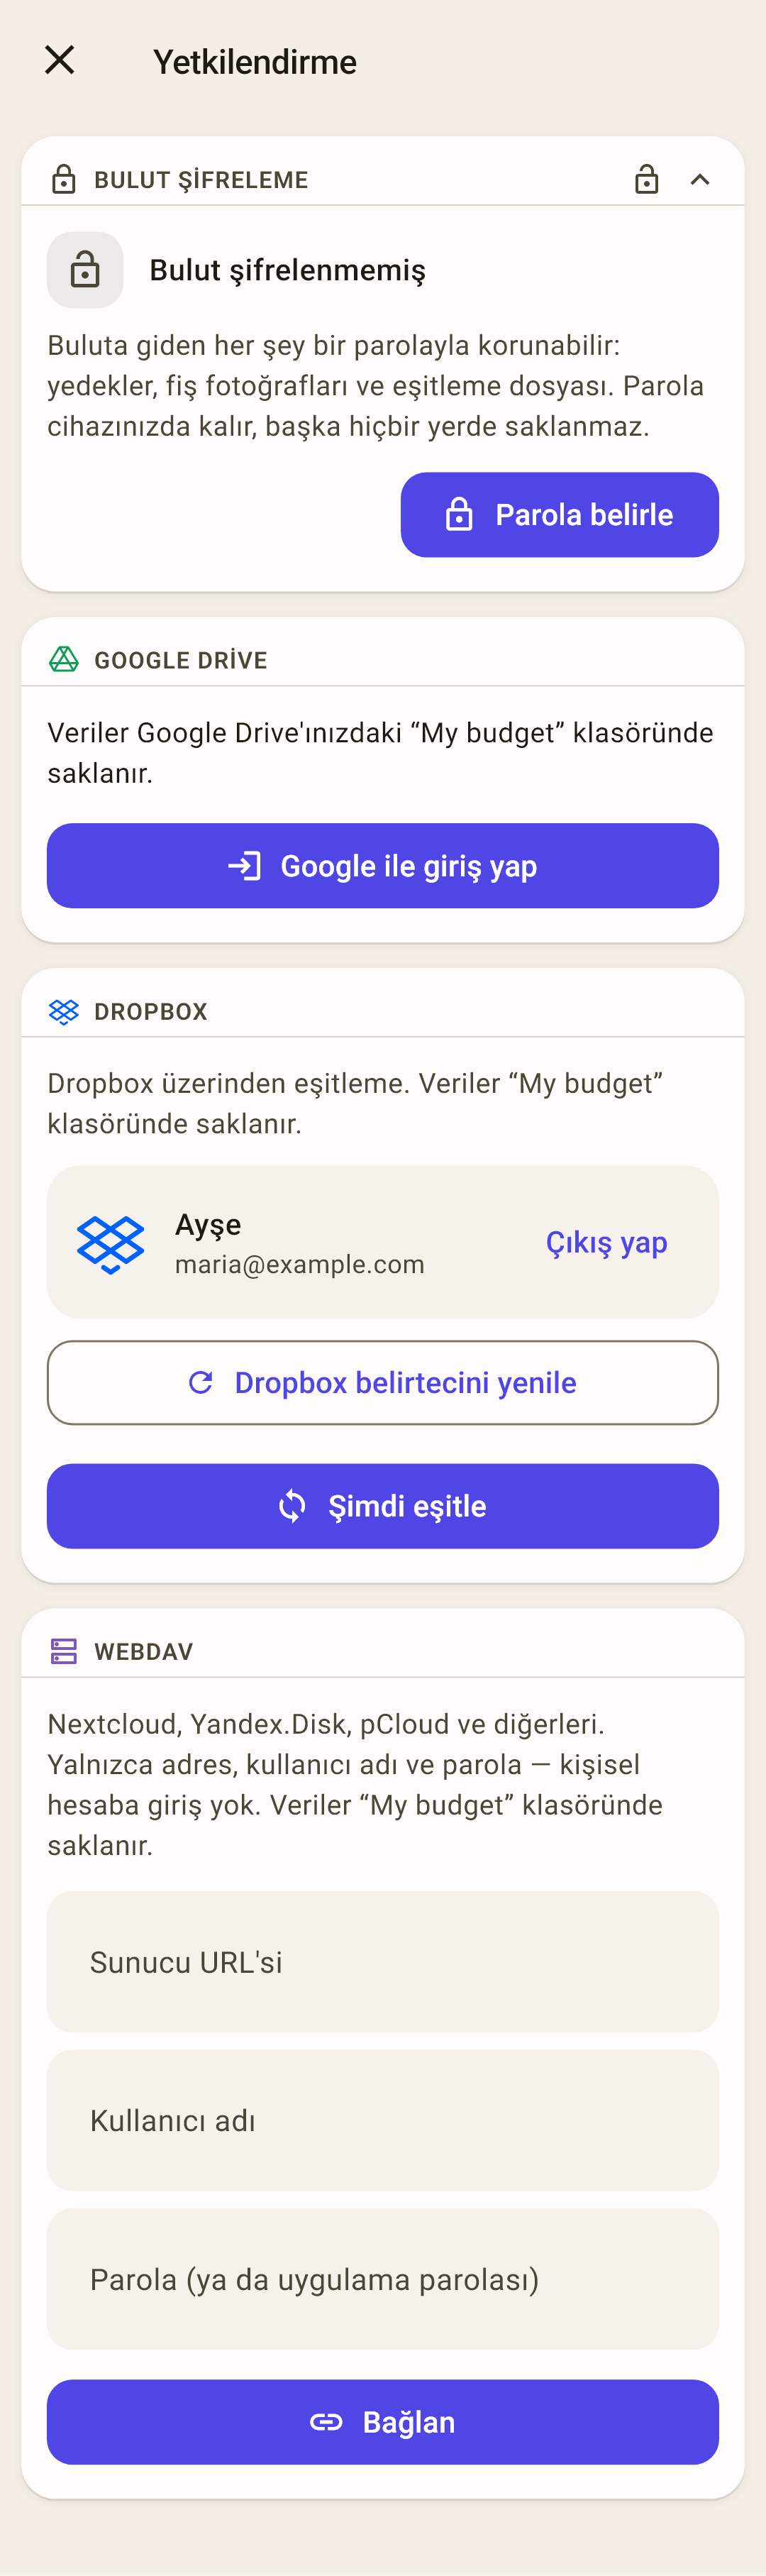 Yetkilendirme
BULUT ŞİFRELEME
Bulut şifrelenmemiş
Buluta giden her şey bir parolayla korunabilir:
yedekler, fiş fotoğrafları ve eşitleme dosyası. Parola
cihazınızda kalır, başka hiçbir yerde saklanmaz.
Parola belirle
GOOGLE DRİVE
Veriler Google Drive'ınızdaki “My budget” klasöründe
saklanır.
Google ile giriş yap
DROPBOX
Dropbox üzerinden eşitleme. Veriler “My budget”
klasöründe saklanır.
Ayşe
maria@example.com
Çıkış yap
Dropbox belirtecini yenile
Şimdi eşitle
WEBDAV
Nextcloud, Yandex.Disk, pCloud ve diğerleri.
Yalnızca adres, kullanıcı adı ve parola — kişisel
hesaba giriş yok. Veriler “My budget” klasöründe
saklanır.
Sunucu URL'si
Kullanıcı adı
Parola (ya da uygulama parolası)
Bağlan